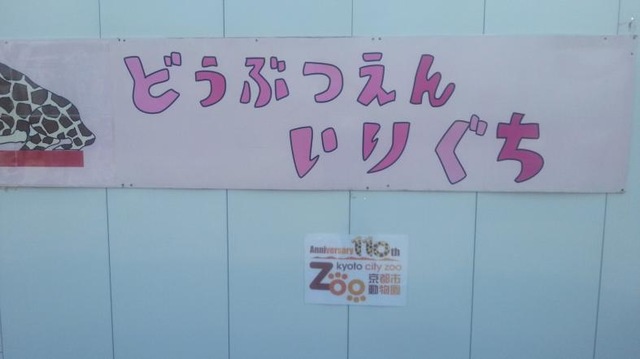 どうぶつえん
いりぐち
Anniversary 110th
kyoto city zoo
Zoo 京都市
動物園